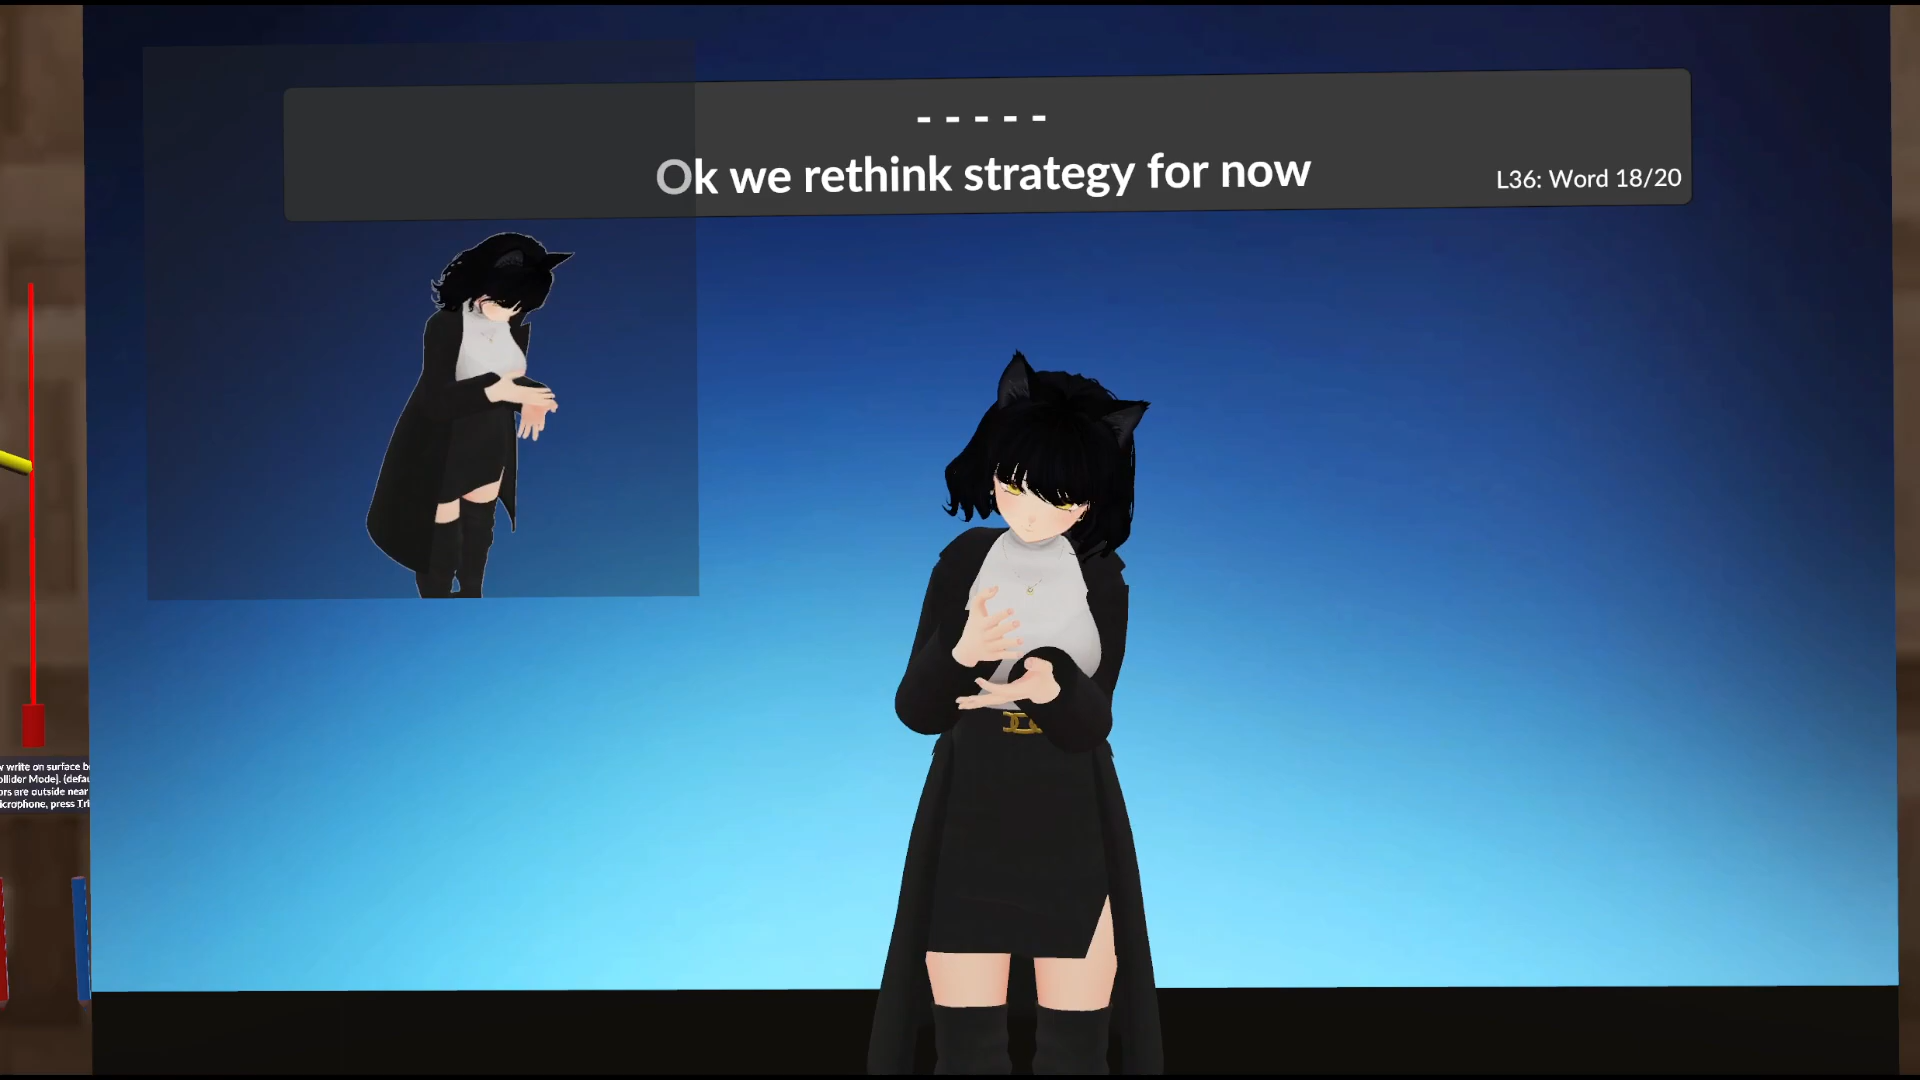 - - - - -
Ok we rethink strategy for now
L36: Word 18/20
write on surface
ollider Mode]. (defau
ors are outside near
icrophone, press Tri